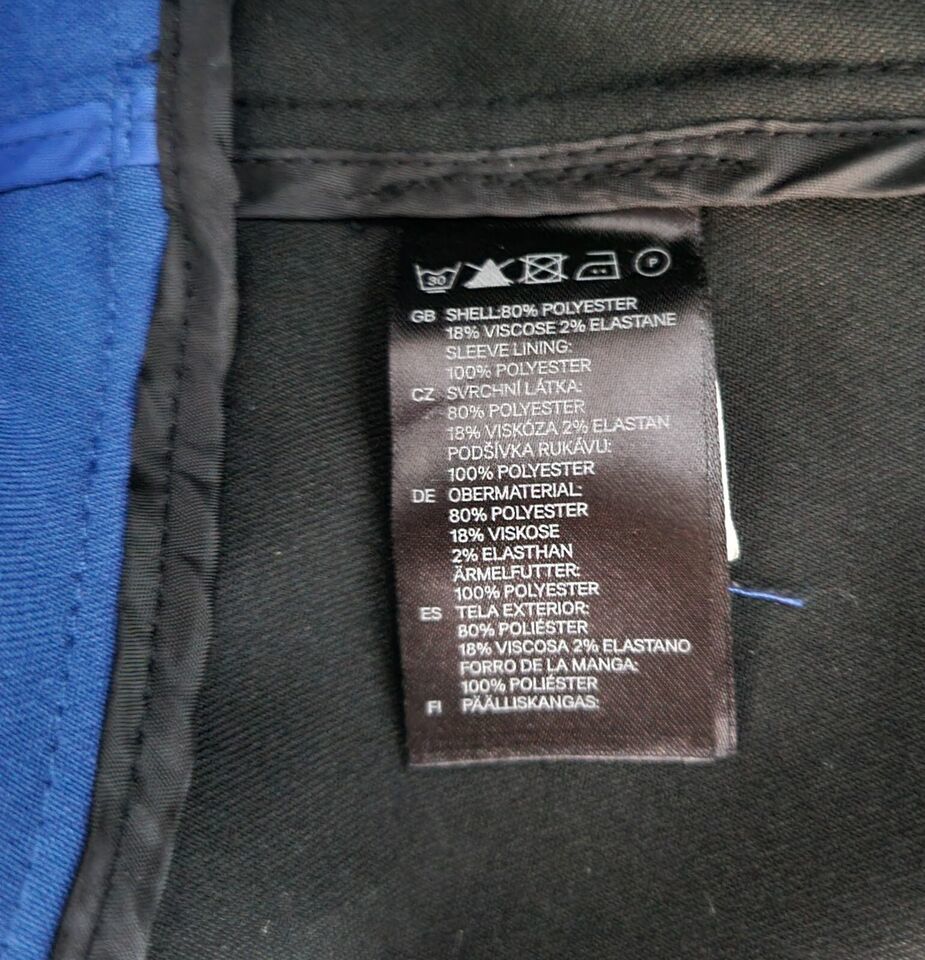 30
P
GB SHELL:80% POLYESTER
18% VISCOSE 2% ELASTANE
SLEEVE LINING:
100% POLYESTER
CZ SVRCHNÍ LÁTKA:
80% POLYESTER
18% VISKÓZA 2% ELASTAN
PODŠÍVKA RUKÁVU:
100% POLYESTER
DE OBERMATERIAL:
80% POLYESTER
18% VISKOSE
2% ELASTHAN
ÄRMELFUTTER:
100% POLYESTER
ES TELA EXTERIOR:
80% POLIÉSTER
18% VISCOSA 2% ELASTANO
FORRO DE LA MANGA:
100% POLIÉSTER
FI PÄÄLLISKANGAS: